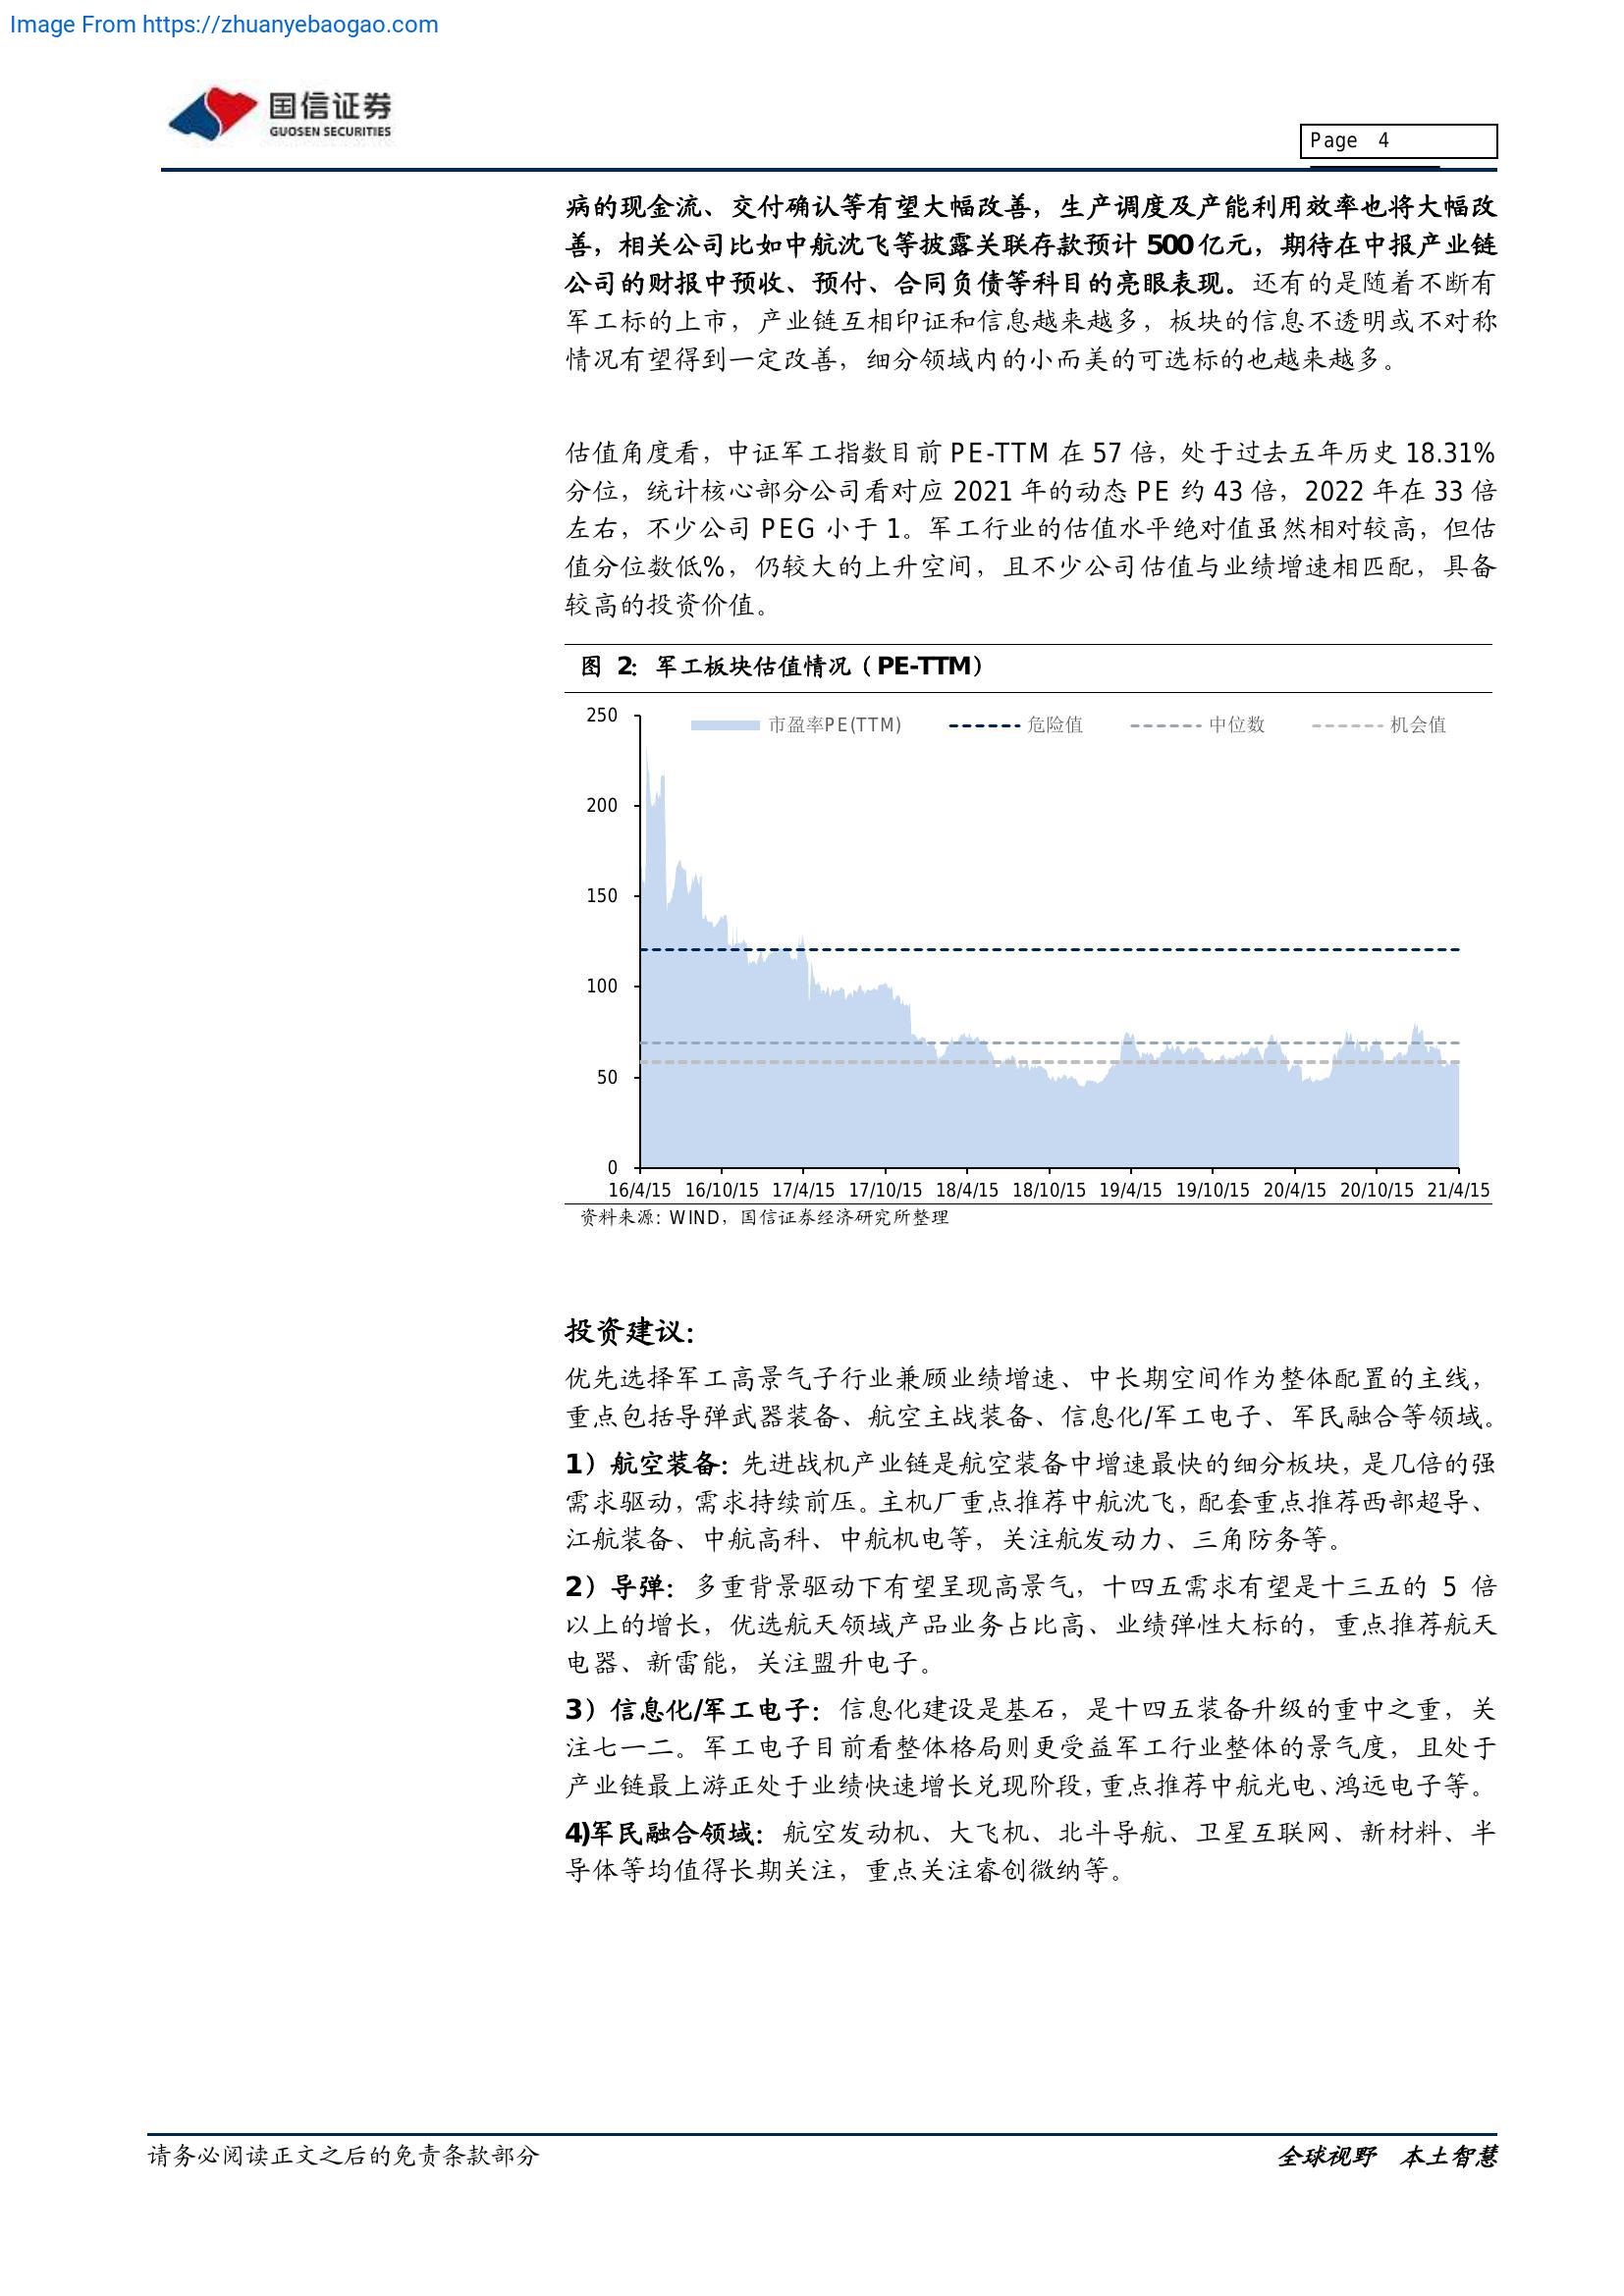 Image From https://zhuanyebaogao.com
国信证券
GUOSEN SECURITIES
Page 4
病的现金流、交付确认等有望大幅改善，生产调度及产能利用效率也将大幅改
善，相关公司比如中航沈飞等披露关联存款预计 500 亿元，期待在中报产业链
公司的财报中预收、预付、合同负债等科目的亮眼表现。还有的是随着不断有
军工标的上市，产业链互相印证和信息越来越多，板块的信息不透明或不对称
情况有望得到一定改善，细分领域内的小而美的可选标的也越来越多。
估值角度看，中证军工指数目前 PE-TTM 在 57 倍，处于过去五年历史 18.31%
分位，统计核心部分公司看对应 2021 年的动态 PE 约 43 倍，2022 年在 33 倍
左右，不少公司 PEG 小于 1。军工行业的估值水平绝对值虽然相对较高，但估
值分位数低%，仍较大的上升空间，且不少公司估值与业绩增速相匹配，具备
较高的投资价值。
图 2：军工板块估值情况（PE-TTM）
市盈率PE(TTM) 危险值 中位数 机会值
250
200
150
100
50
0
16/4/15 16/10/15 17/4/15 17/10/15 18/4/15 18/10/15 19/4/15 19/10/15 20/4/15 20/10/15 21/4/15
资料来源: WIND，国信证券经济研究所整理
投资建议：
优先选择军工高景气子行业兼顾业绩增速、中长期空间作为整体配置的主线，
重点包括导弹武器装备、航空主战装备、信息化/军工电子、军民融合等领域。
1）航空装备：先进战机产业链是航空装备中增速最快的细分板块，是几倍的强
需求驱动，需求持续前压。主机厂重点推荐中航沈飞，配套重点推荐西部超导、
江航装备、中航高科、中航机电等，关注航发动力、三角防务等。
2）导弹：多重背景驱动下有望呈现高景气，十四五需求有望是十三五的 5 倍
以上的增长，优选航天领域产品业务占比高、业绩弹性大标的，重点推荐航天
电器、新雷能，关注盟升电子。
3）信息化/军工电子：信息化建设是基石，是十四五装备升级的重中之重，关
注七一二。军工电子目前看整体格局则更受益军工行业整体的景气度，且处于
产业链最上游正处于业绩快速增长兑现阶段，重点推荐中航光电、鸿远电子等。
4)军民融合领域：航空发动机、大飞机、北斗导航、卫星互联网、新材料、半
导体等均值得长期关注，重点关注睿创微纳等。
请务必阅读正文之后的免责条款部分
全球视野 本土智慧